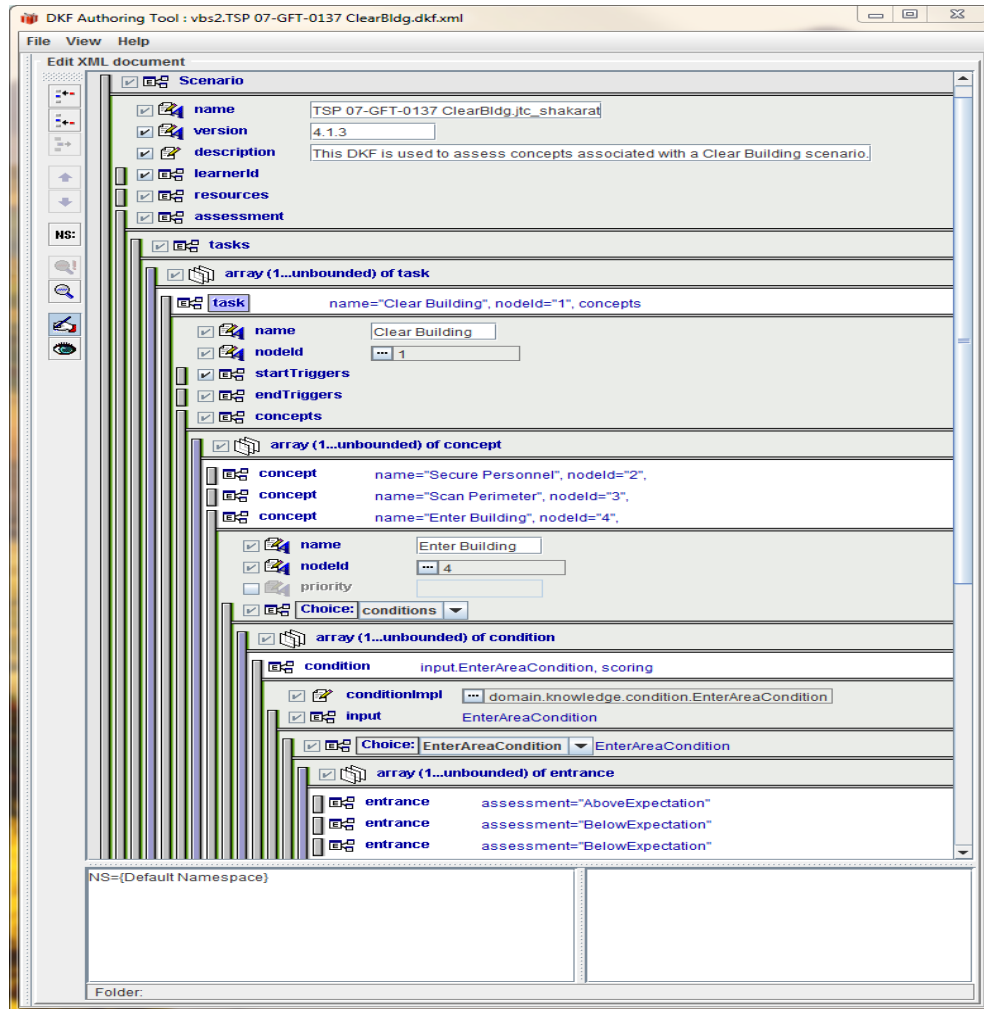 DKF Authoring Tool : vbs2.TSP 07-GFT-0137 ClearBldg.dkf.xml
File View Help
Edit XML document
Scenario
name TSP 07-GFT-0137 ClearBldg.jtc_shakarat
version 4.1.3
description This DKF is used to assess concepts associated with a Clear Building scenario.
learnerId
resources
assessment
NS:
tasks
array (1...unbounded) of task
task name="Clear Building", nodeId="1", concepts
name Clear Building
nodeId 1
startTriggers
endTriggers
concepts
array (1...unbounded) of concept
concept name="Secure Personnel", nodeId="2",
concept name="Scan Perimeter", nodeId="3",
concept name="Enter Building", nodeId="4",
name Enter Building
nodeId 4
priority
Choice: conditions
array (1...unbounded) of condition
condition input.EnterAreaCondition, scoring
conditionImpl domain.knowledge.condition.EnterAreaCondition
input EnterAreaCondition
Choice: EnterAreaCondition EnterAreaCondition
array (1...unbounded) of entrance
entrance assessment="AboveExpectation"
entrance assessment="BelowExpectation"
entrance assessment="BelowExpectation"
NS={Default Namespace}
Folder: